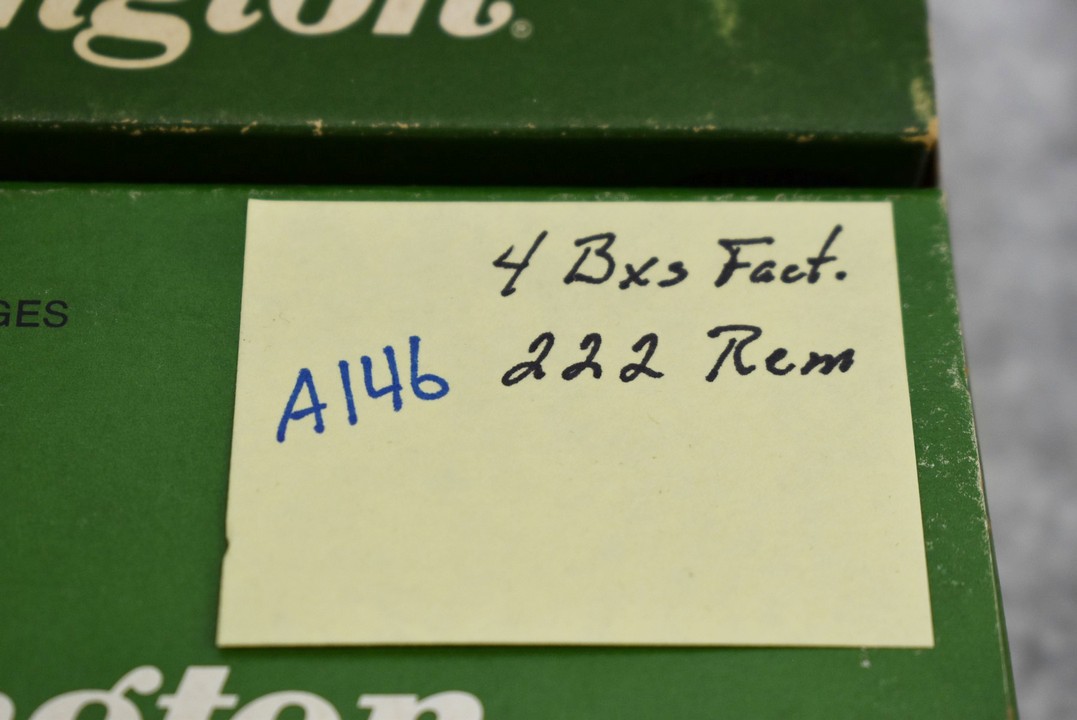 ngton®
GES
4 Bxs Fact.
A146 222 Rem
ngton